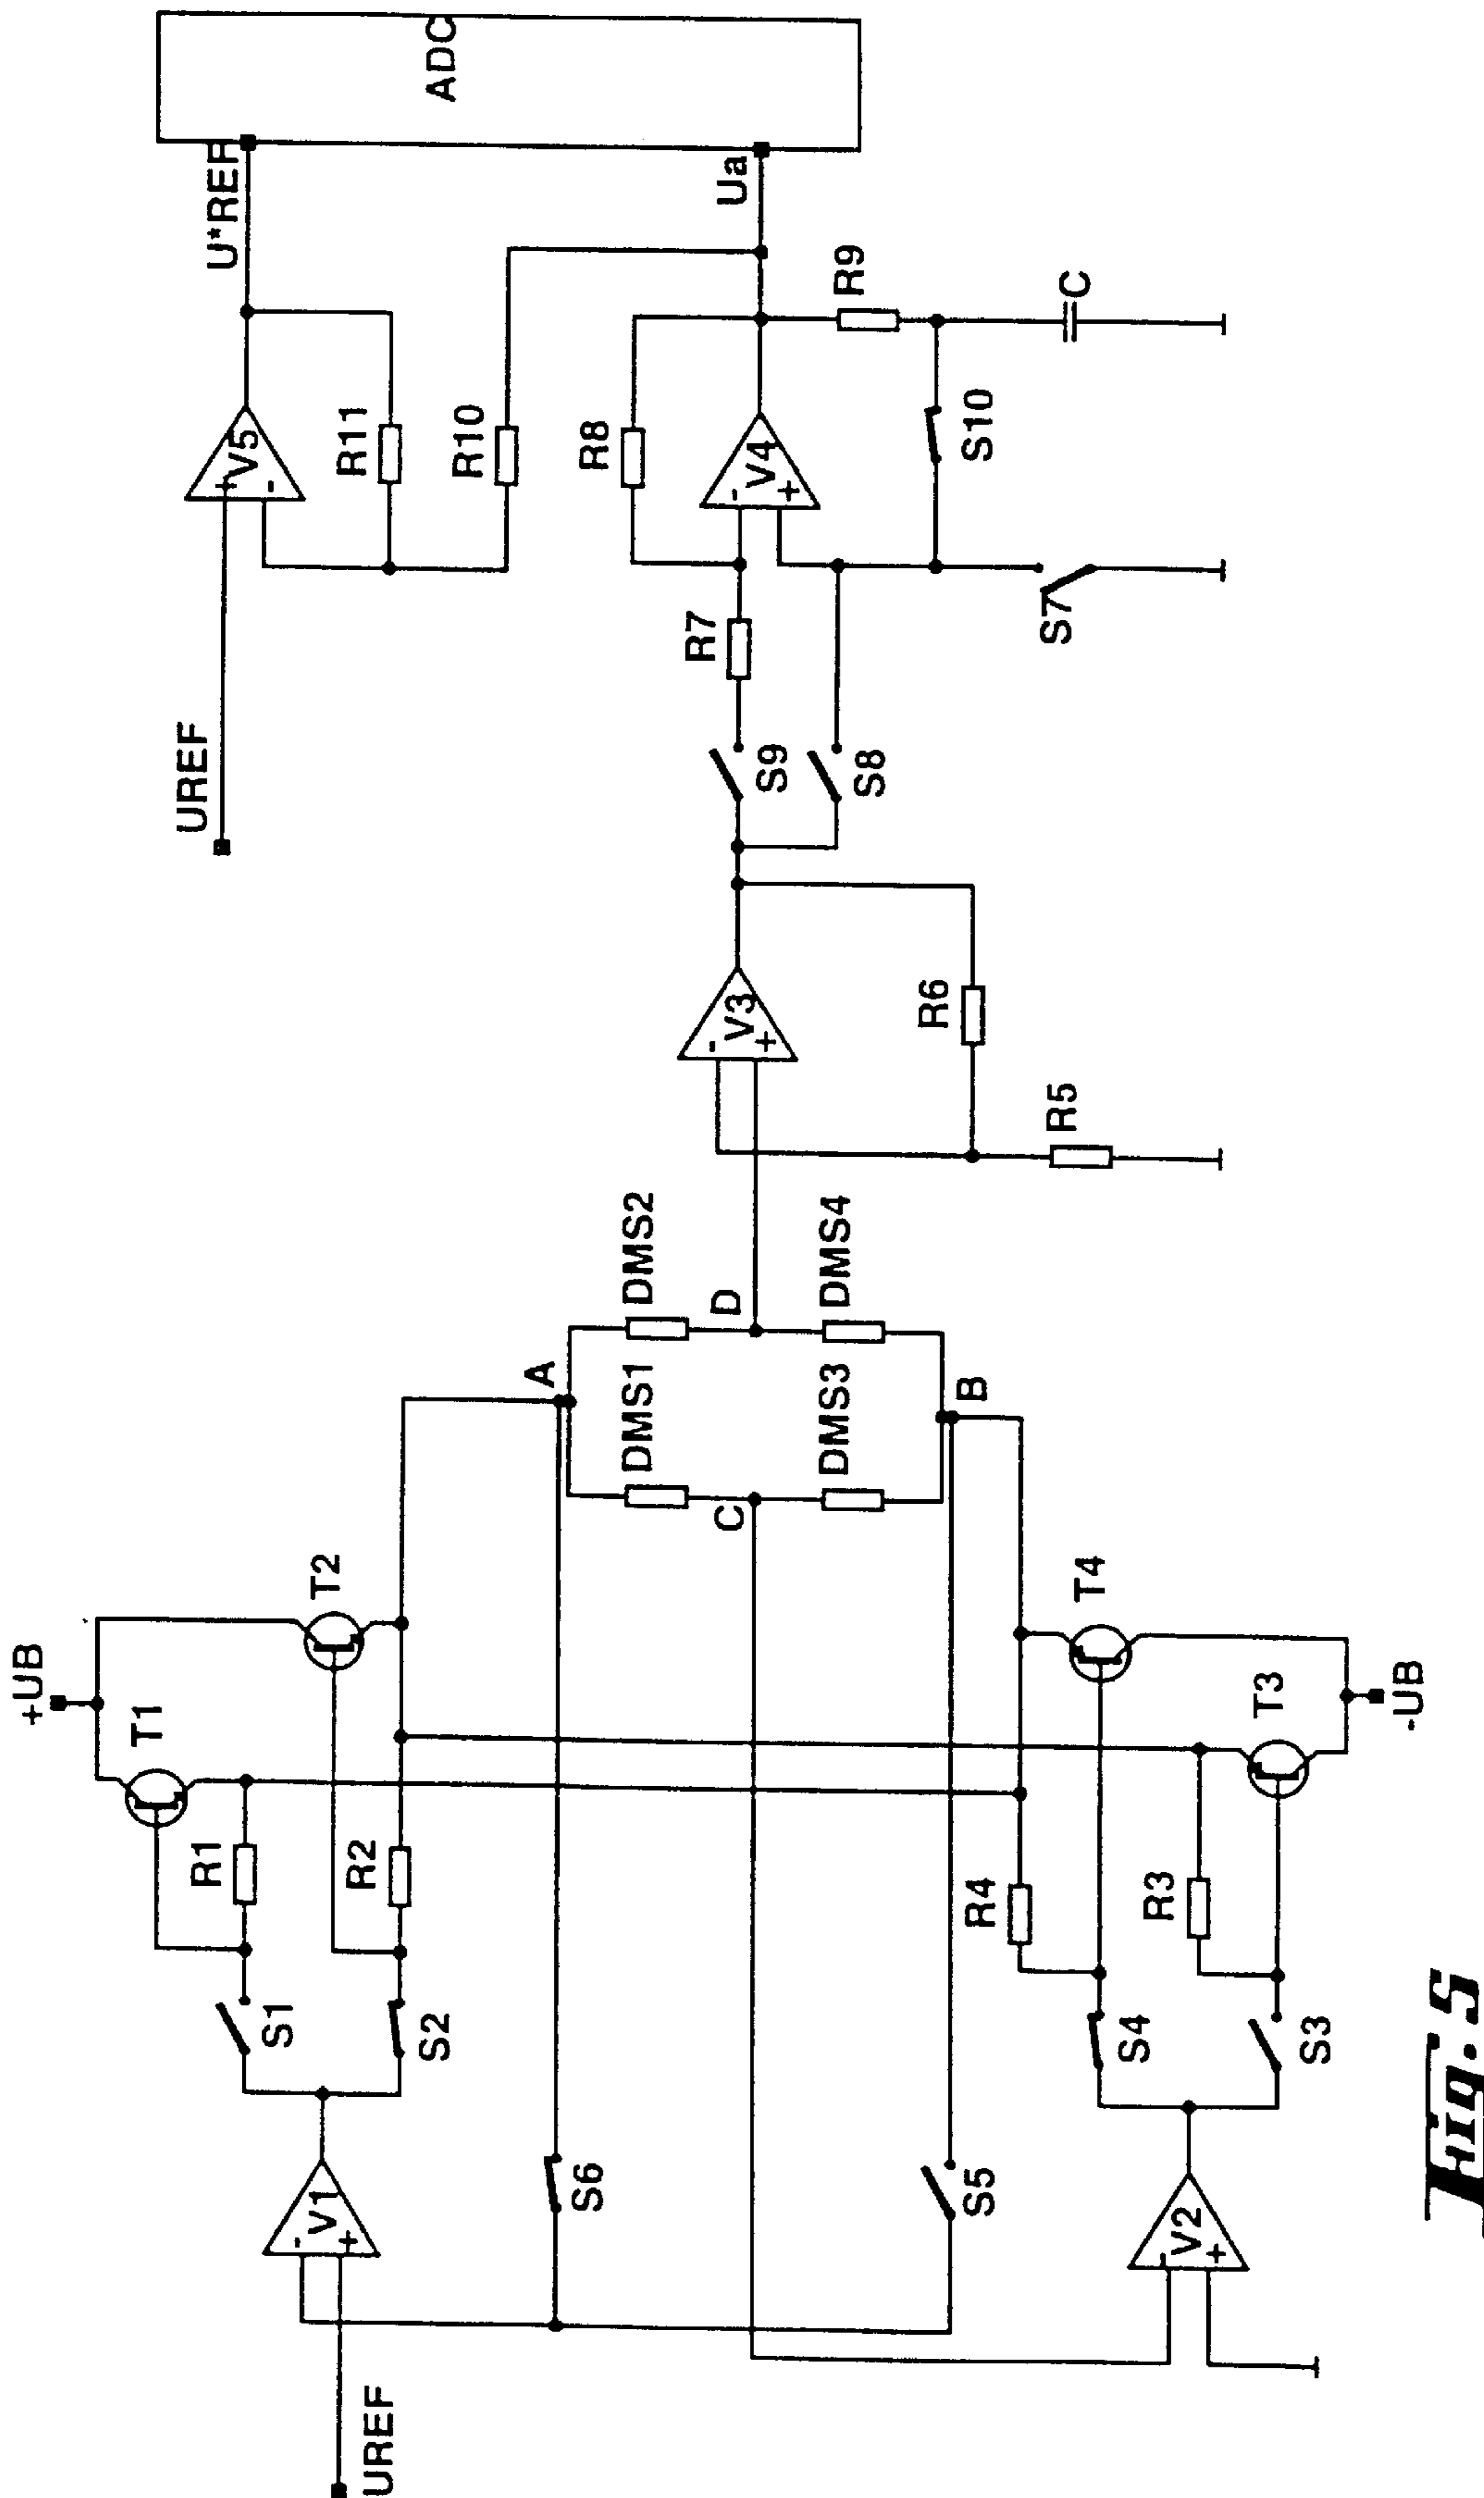 UREF
V1
-
+
S1
S2
R1
R2
T1
T2
+UB
S6
S5
V2
-
+
S4
S3
R4
R3
T4
T3
-UB
A
B
C
D
DMS1
DMS2
DMS3
DMS4
V3
-
+
R5
R6
S9
S8
R7
R8
V4
-
+
S7
S10
R9
C
UREF
V5
+
-
R11
R10
U*REF
Ua
ADC
Fig. 5